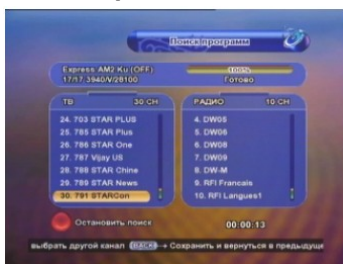 Поиск программ
Express AM2 Ku (OFF)
17/17 3940/V/28100
100%
Готово
ТВ 30 CH
РАДИО 10 CH
24. 703 STAR PLUS
25. 785 STAR Plus
26. 786 STAR One
27. 787 Vijay US
28. 788 STAR Chine
29. 789 STAR News
30. 791 STARCon
4. DW05
5. DW06
6. DW08
7. DW09
8. DW-M
9. RFI Francais
10. RFI Langues1
Остановить поиск
00:00:13
выбрать другой канал BACK → Сохранить и вернуться в предыдуще